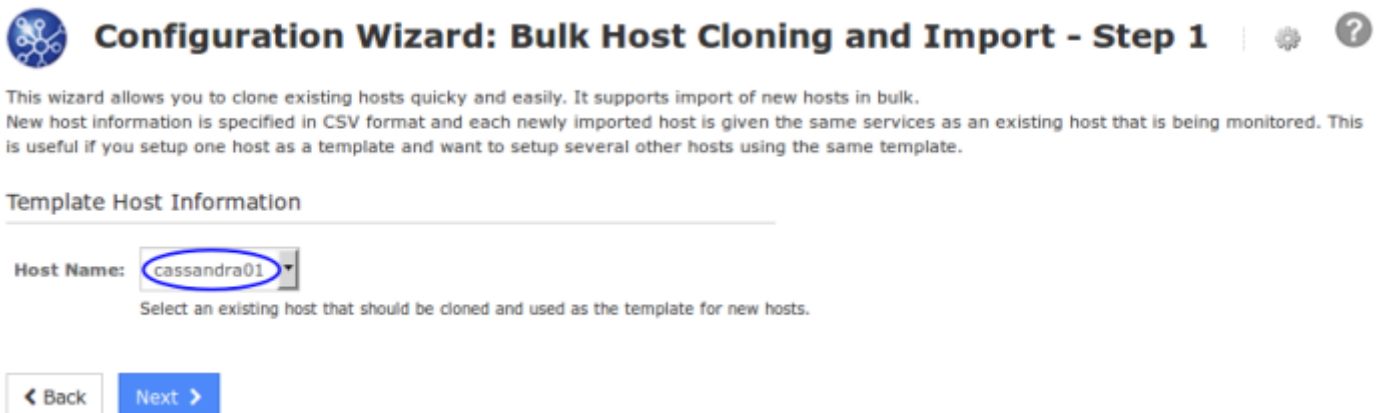 Configuration Wizard: Bulk Host Cloning and Import - Step 1
This wizard allows you to clone existing hosts quicky and easily. It supports import of new hosts in bulk.
New host information is specified in CSV format and each newly imported host is given the same services as an existing host that is being monitored. This
is useful if you setup one host as a template and want to setup several other hosts using the same template.
Template Host Information
Host Name: cassandra01
Select an existing host that should be cloned and used as the template for new hosts.
Back Next